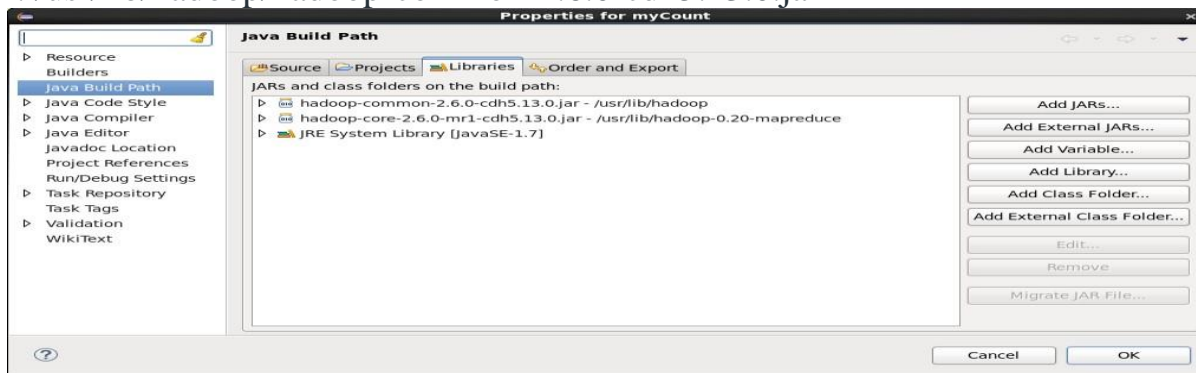 Properties for myCount
Java Build Path
Resource
Builders
Java Build Path
Java Code Style
Java Compiler
Java Editor
Javadoc Location
Project References
Run/Debug Settings
Task Repository
Task Tags
Validation
WikiText
Source Projects Libraries Order and Export
JARs and class folders on the build path:
hadoop-common-2.6.0-cdh5.13.0.jar - /usr/lib/hadoop
hadoop-core-2.6.0-mr1-cdh5.13.0.jar - /usr/lib/hadoop-0.20-mapreduce
JRE System Library [JavaSE-1.7]
Add JARs...
Add External JARs...
Add Variable...
Add Library...
Add Class Folder...
Add External Class Folder...
Edit...
Remove
Migrate JAR File...
Cancel OK